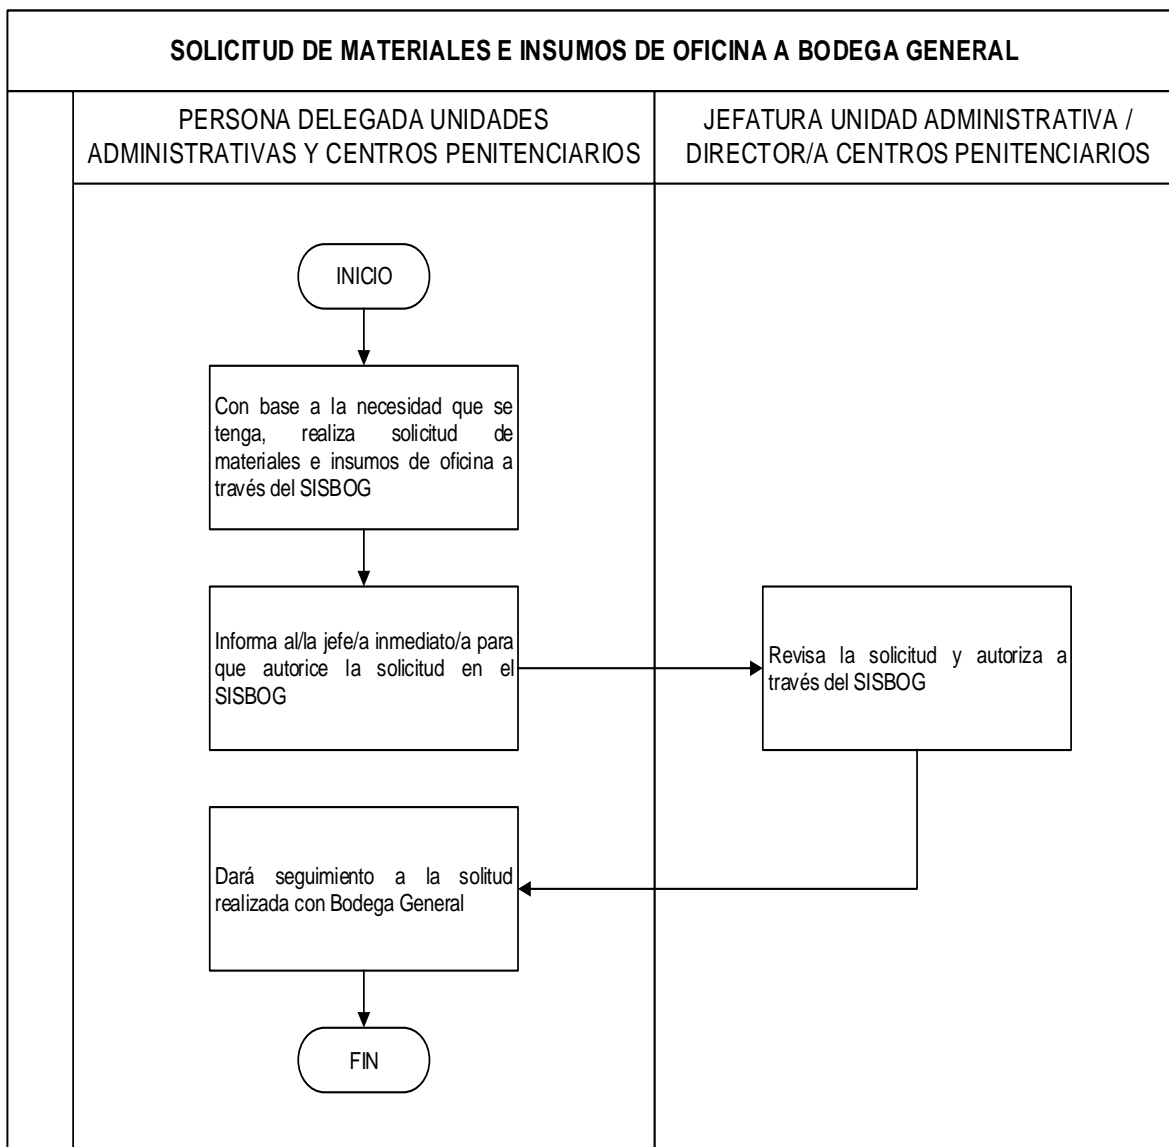 SOLICITUD DE MATERIALES E INSUMOS DE OFICINA A BODEGA GENERAL
PERSONA DELEGADA UNIDADES
ADMINISTRATIVAS Y CENTROS PENITENCIARIOS
JEFATURA UNIDAD ADMINISTRATIVA /
DIRECTOR/A CENTROS PENITENCIARIOS
INICIO
Con base a la necesidad que se
tenga, realiza solicitud de
materiales e insumos de oficina a
través del SISBOG
Informa al/la jefe/a inmediato/a para
que autorice la solicitud en el
SISBOG
Revisa la solicitud y autoriza a
través del SISBOG
Dará seguimiento a la solitud
realizada con Bodega General
FIN